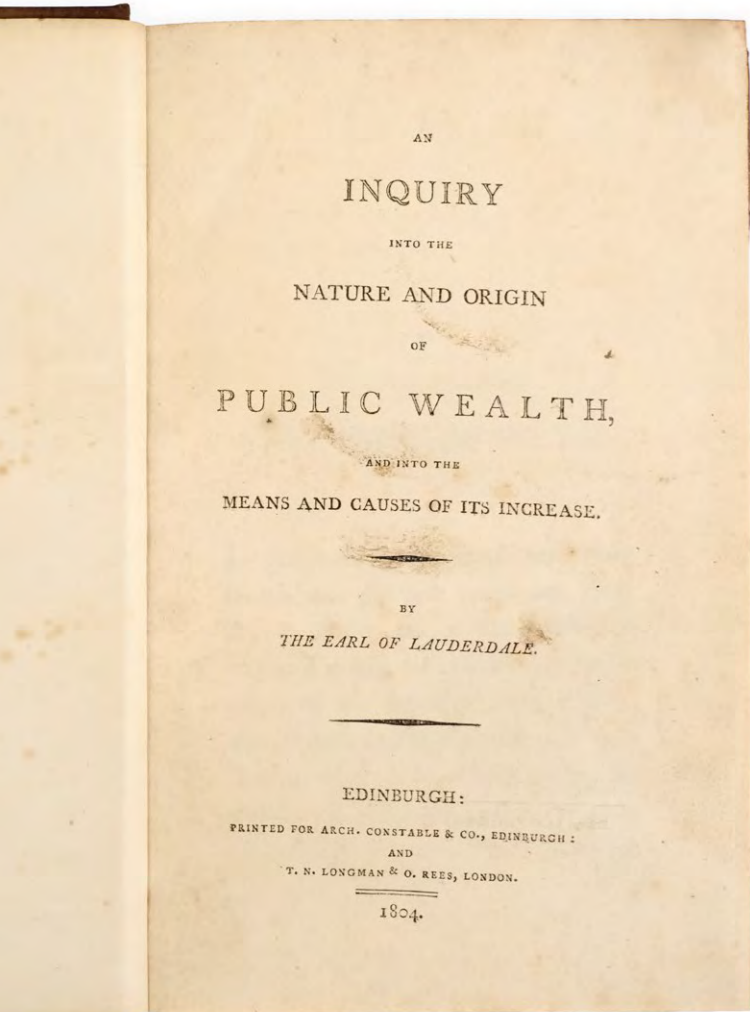 AN
INQUIRY
INTO THE
NATURE AND ORIGIN
OF
PUBLIC WEALTH,
AND INTO THE
MEANS AND CAUSES OF ITS INCREASE.
BY
THE EARL OF LAUDERDALE.
EDINBURGH:
PRINTED FOR ARCH. CONSTABLE & CO., EDINBURGH:
AND
T. N. LONGMAN & O. REES, LONDON.
1804.